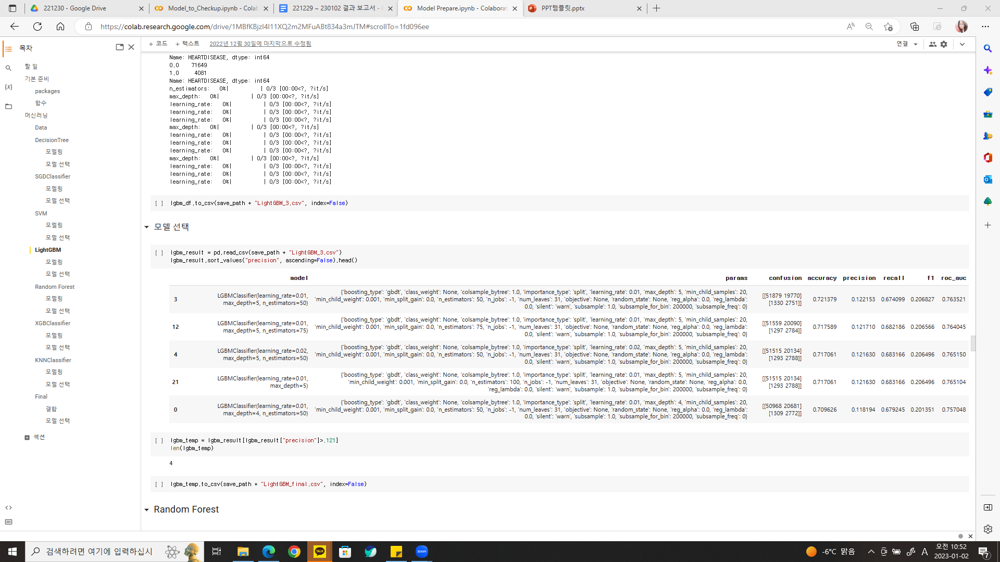 221230 - Google Drive
Model_to_Checkup.ipynb - Colab
221229 ~ 230102 결과 보고서 - G
Model Prepare.ipynb - Colaborat
PPT템플릿.pptx
https://colab.research.google.com/drive/1MBfKBjzI4I11XQ2m2MFuABt834a3mJTM#scrollTo=1fd096ee
목차
+ 코드 + 텍스트 2022년 12월 30일에 마지막으로 수정됨
연결
할 일
기본 준비
packages
함수
머신러닝
Data
DecisionTree
모델링
모델 선택
SGDClassifier
모델링
모델 선택
SVM
모델링
모델 선택
LightGBM
모델링
모델 선택
Random Forest
모델링
모델 선택
XGBClassifier
모델링
모델 선택
KNNClassifier
모델링
모델 선택
Final
결합
모델 선택
섹션
Name: HEARTDISEASE, dtype: int64
0.0 71649
1.0 4081
Name: HEARTDISEASE, dtype: int64
n_estimators: 0%| | 0/3 [00:00<?, ?it/s]
max_depth: 0%| | 0/3 [00:00<?, ?it/s]
learning_rate: 0%| | 0/3 [00:00<?, ?it/s]
learning_rate: 0%| | 0/3 [00:00<?, ?it/s]
learning_rate: 0%| | 0/3 [00:00<?, ?it/s]
max_depth: 0%| | 0/3 [00:00<?, ?it/s]
learning_rate: 0%| | 0/3 [00:00<?, ?it/s]
learning_rate: 0%| | 0/3 [00:00<?, ?it/s]
learning_rate: 0%| | 0/3 [00:00<?, ?it/s]
max_depth: 0%| | 0/3 [00:00<?, ?it/s]
learning_rate: 0%| | 0/3 [00:00<?, ?it/s]
learning_rate: 0%| | 0/3 [00:00<?, ?it/s]
learning_rate: 0%| | 0/3 [00:00<?, ?it/s]
[ ] lgbm_df.to_csv(save_path + "LightGBM_3.csv", index=False)
모델 선택
[ ] lgbm_result = pd.read_csv(save_path + "LightGBM_3.csv")
lgbm_result.sort_values("precision", ascending=False).head()
model params confusion accuracy precision recall f1 roc_auc
3 LGBMClassifier(learning_rate=0.01, max_depth=5, n_estimators=50) {'boosting_type': 'gbdt', 'class_weight': None, 'colsample_bytree': 1.0, 'importance_type': 'split', 'learning_rate': 0.01, 'max_depth': 5, 'min_child_samples': 20, 'min_child_weight': 0.001, 'min_split_gain': 0.0, 'n_estimators': 50, 'n_jobs': -1, 'num_leaves': 31, 'objective': None, 'random_state': None, 'reg_alpha': 0.0, 'reg_lambda': 0.0, 'silent': 'warn', 'subsample': 1.0, 'subsample_for_bin': 200000, 'subsample_freq': 0} [[51879 19770] [1330 2751]] 0.721379 0.122153 0.674099 0.206827 0.763521
12 LGBMClassifier(learning_rate=0.01, max_depth=5, n_estimators=75) {'boosting_type': 'gbdt', 'class_weight': None, 'colsample_bytree': 1.0, 'importance_type': 'split', 'learning_rate': 0.01, 'max_depth': 5, 'min_child_samples': 20, 'min_child_weight': 0.001, 'min_split_gain': 0.0, 'n_estimators': 75, 'n_jobs': -1, 'num_leaves': 31, 'objective': None, 'random_state': None, 'reg_alpha': 0.0, 'reg_lambda': 0.0, 'silent': 'warn', 'subsample': 1.0, 'subsample_for_bin': 200000, 'subsample_freq': 0} [[51559 20090] [1297 2784]] 0.717589 0.121710 0.682186 0.206566 0.764045
4 LGBMClassifier(learning_rate=0.02, max_depth=5, n_estimators=50) {'boosting_type': 'gbdt', 'class_weight': None, 'colsample_bytree': 1.0, 'importance_type': 'split', 'learning_rate': 0.02, 'max_depth': 5, 'min_child_samples': 20, 'min_child_weight': 0.001, 'min_split_gain': 0.0, 'n_estimators': 50, 'n_jobs': -1, 'num_leaves': 31, 'objective': None, 'random_state': None, 'reg_alpha': 0.0, 'reg_lambda': 0.0, 'silent': 'warn', 'subsample': 1.0, 'subsample_for_bin': 200000, 'subsample_freq': 0} [[51515 20134] [1293 2788]] 0.717061 0.121630 0.683166 0.206496 0.765150
21 LGBMClassifier(learning_rate=0.01, max_depth=5) {'boosting_type': 'gbdt', 'class_weight': None, 'colsample_bytree': 1.0, 'importance_type': 'split', 'learning_rate': 0.01, 'max_depth': 5, 'min_child_samples': 20, 'min_child_weight': 0.001, 'min_split_gain': 0.0, 'n_estimators': 100, 'n_jobs': -1, 'num_leaves': 31, 'objective': None, 'random_state': None, 'reg_alpha': 0.0, 'reg_lambda': 0.0, 'silent': 'warn', 'subsample': 1.0, 'subsample_for_bin': 200000, 'subsample_freq': 0} [[51515 20134] [1293 2788]] 0.717061 0.121630 0.683166 0.206496 0.765104
0 LGBMClassifier(learning_rate=0.01, max_depth=4, n_estimators=50) {'boosting_type': 'gbdt', 'class_weight': None, 'colsample_bytree': 1.0, 'importance_type': 'split', 'learning_rate': 0.01, 'max_depth': 4, 'min_child_samples': 20, 'min_child_weight': 0.001, 'min_split_gain': 0.0, 'n_estimators': 50, 'n_jobs': -1, 'num_leaves': 31, 'objective': None, 'random_state': None, 'reg_alpha': 0.0, 'reg_lambda': 0.0, 'silent': 'warn', 'subsample': 1.0, 'subsample_for_bin': 200000, 'subsample_freq': 0} [[50968 20681] [1309 2772]] 0.709626 0.118194 0.679245 0.201351 0.757048
[ ] lgbm_temp = lgbm_result[lgbm_result["precision"]>.121]
len(lgbm_temp)
4
[ ] lgbm_temp.to_csv(save_path + "LightGBM_final.csv", index=False)
Random Forest
검색하려면 여기에 입력하십시
TALK
zoom
-6°C 맑음
A
오전 10:52
2023-01-02
7